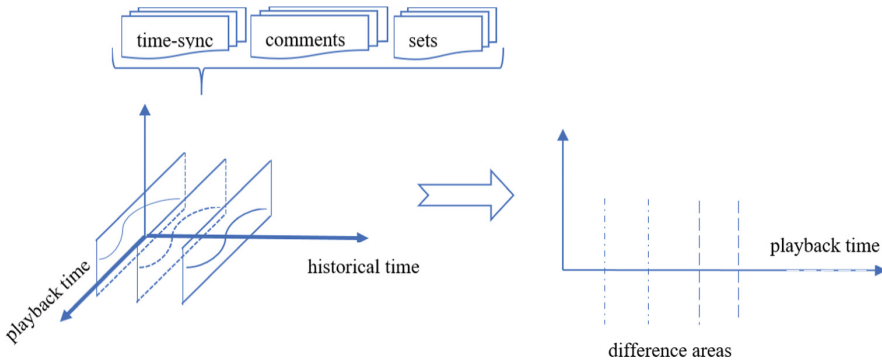 time-sync comments sets
playback time
historical time
playback time
difference areas